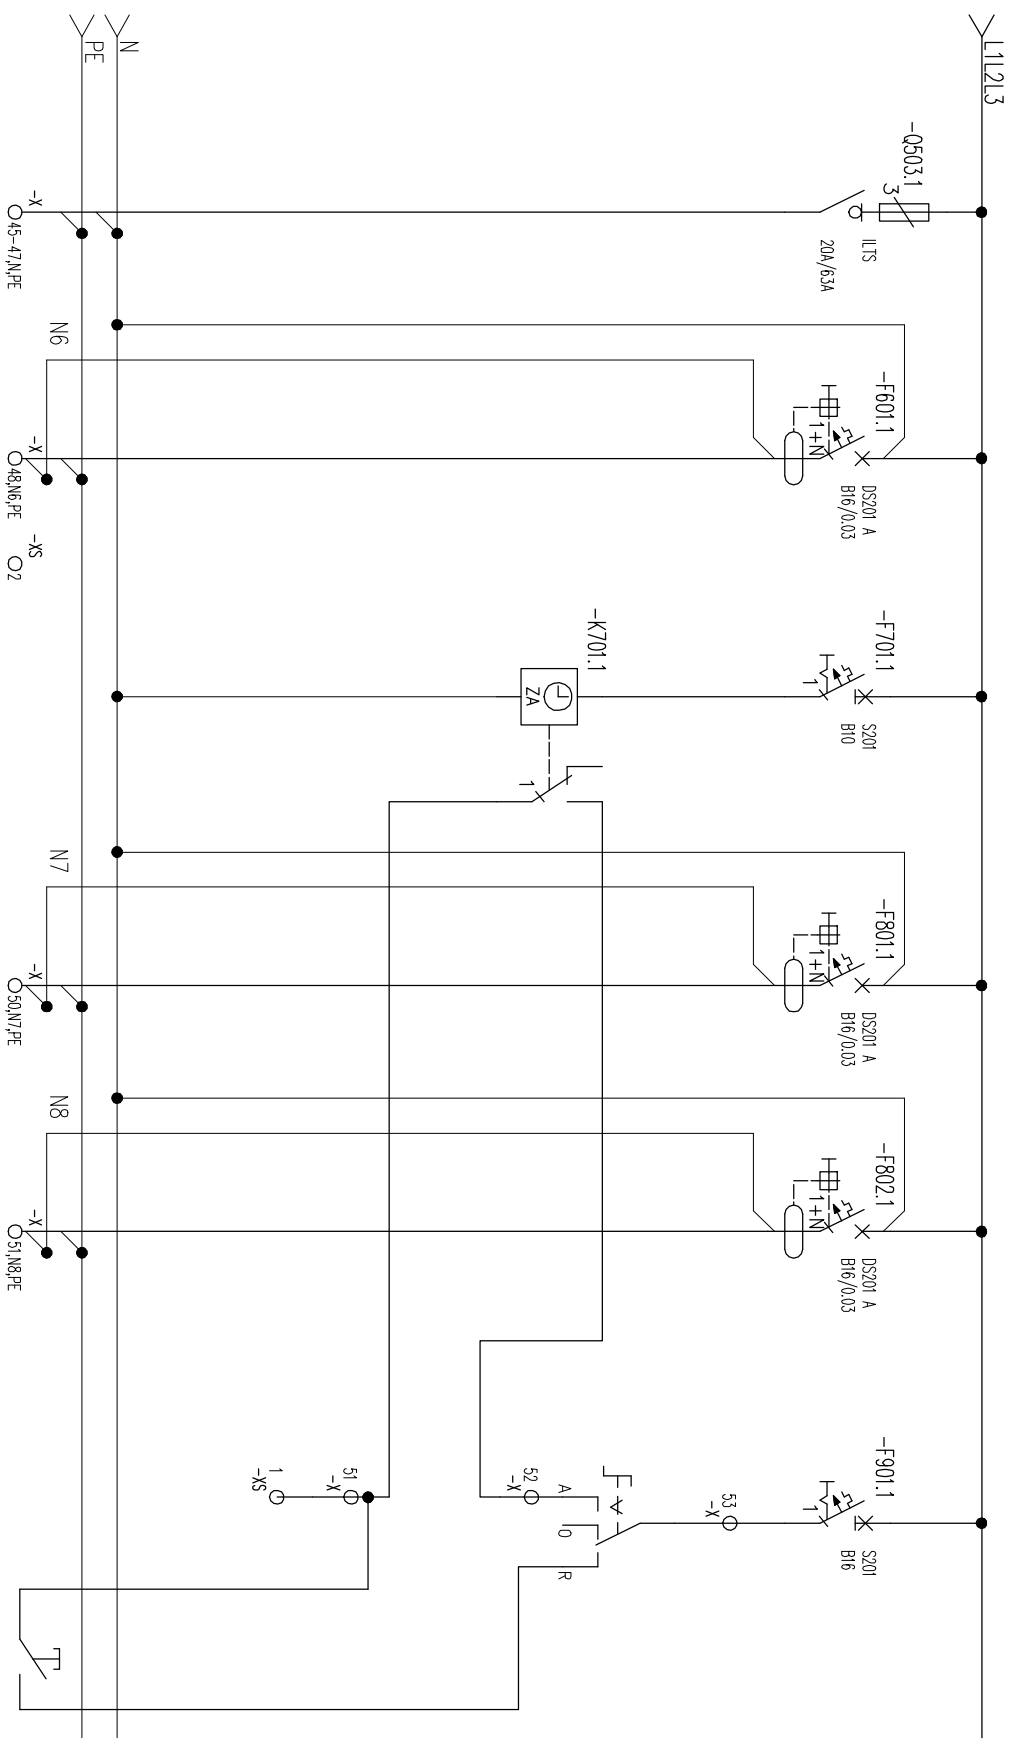 L1L2L3
N
PE
-Q503.1
3
ILTS
20A/63A
-X
45-47,N,PE
-F601.1
1+N
DS201 A
B16/0.03
N6
-X
48,N6,PE
-XS
2
-F701.1
1
S201
B10
-K701.1
ZA
1
-F801.1
1+N
DS201 A
B16/0.03
N7
-X
50,N7,PE
-F802.1
1+N
DS201 A
B16/0.03
N8
-X
51,N8,PE
-F901.1
1
S201
B16
53
-X
A
0
R
52
-X
51
-X
1
-XS